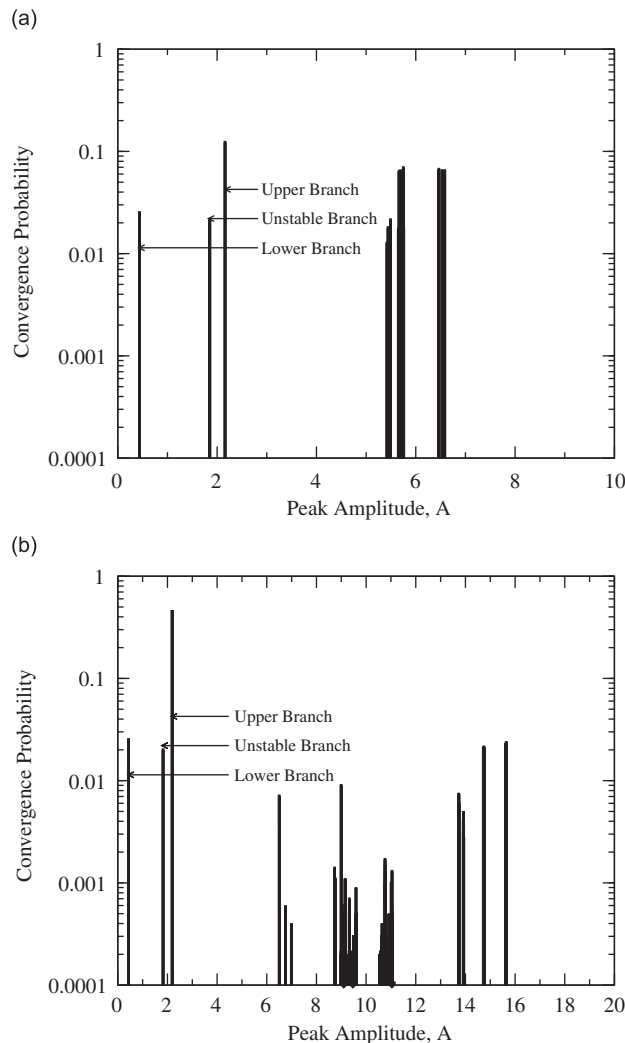 (a)
1
0.1
0.01
0.001
0.0001
Convergence Probability
Upper Branch
Unstable Branch
Lower Branch
0 2 4 6 8 10
Peak Amplitude, A
(b)
1
0.1
0.01
0.001
0.0001
Convergence Probability
Upper Branch
Unstable Branch
Lower Branch
0 2 4 6 8 10 12 14 16 18 20
Peak Amplitude, A